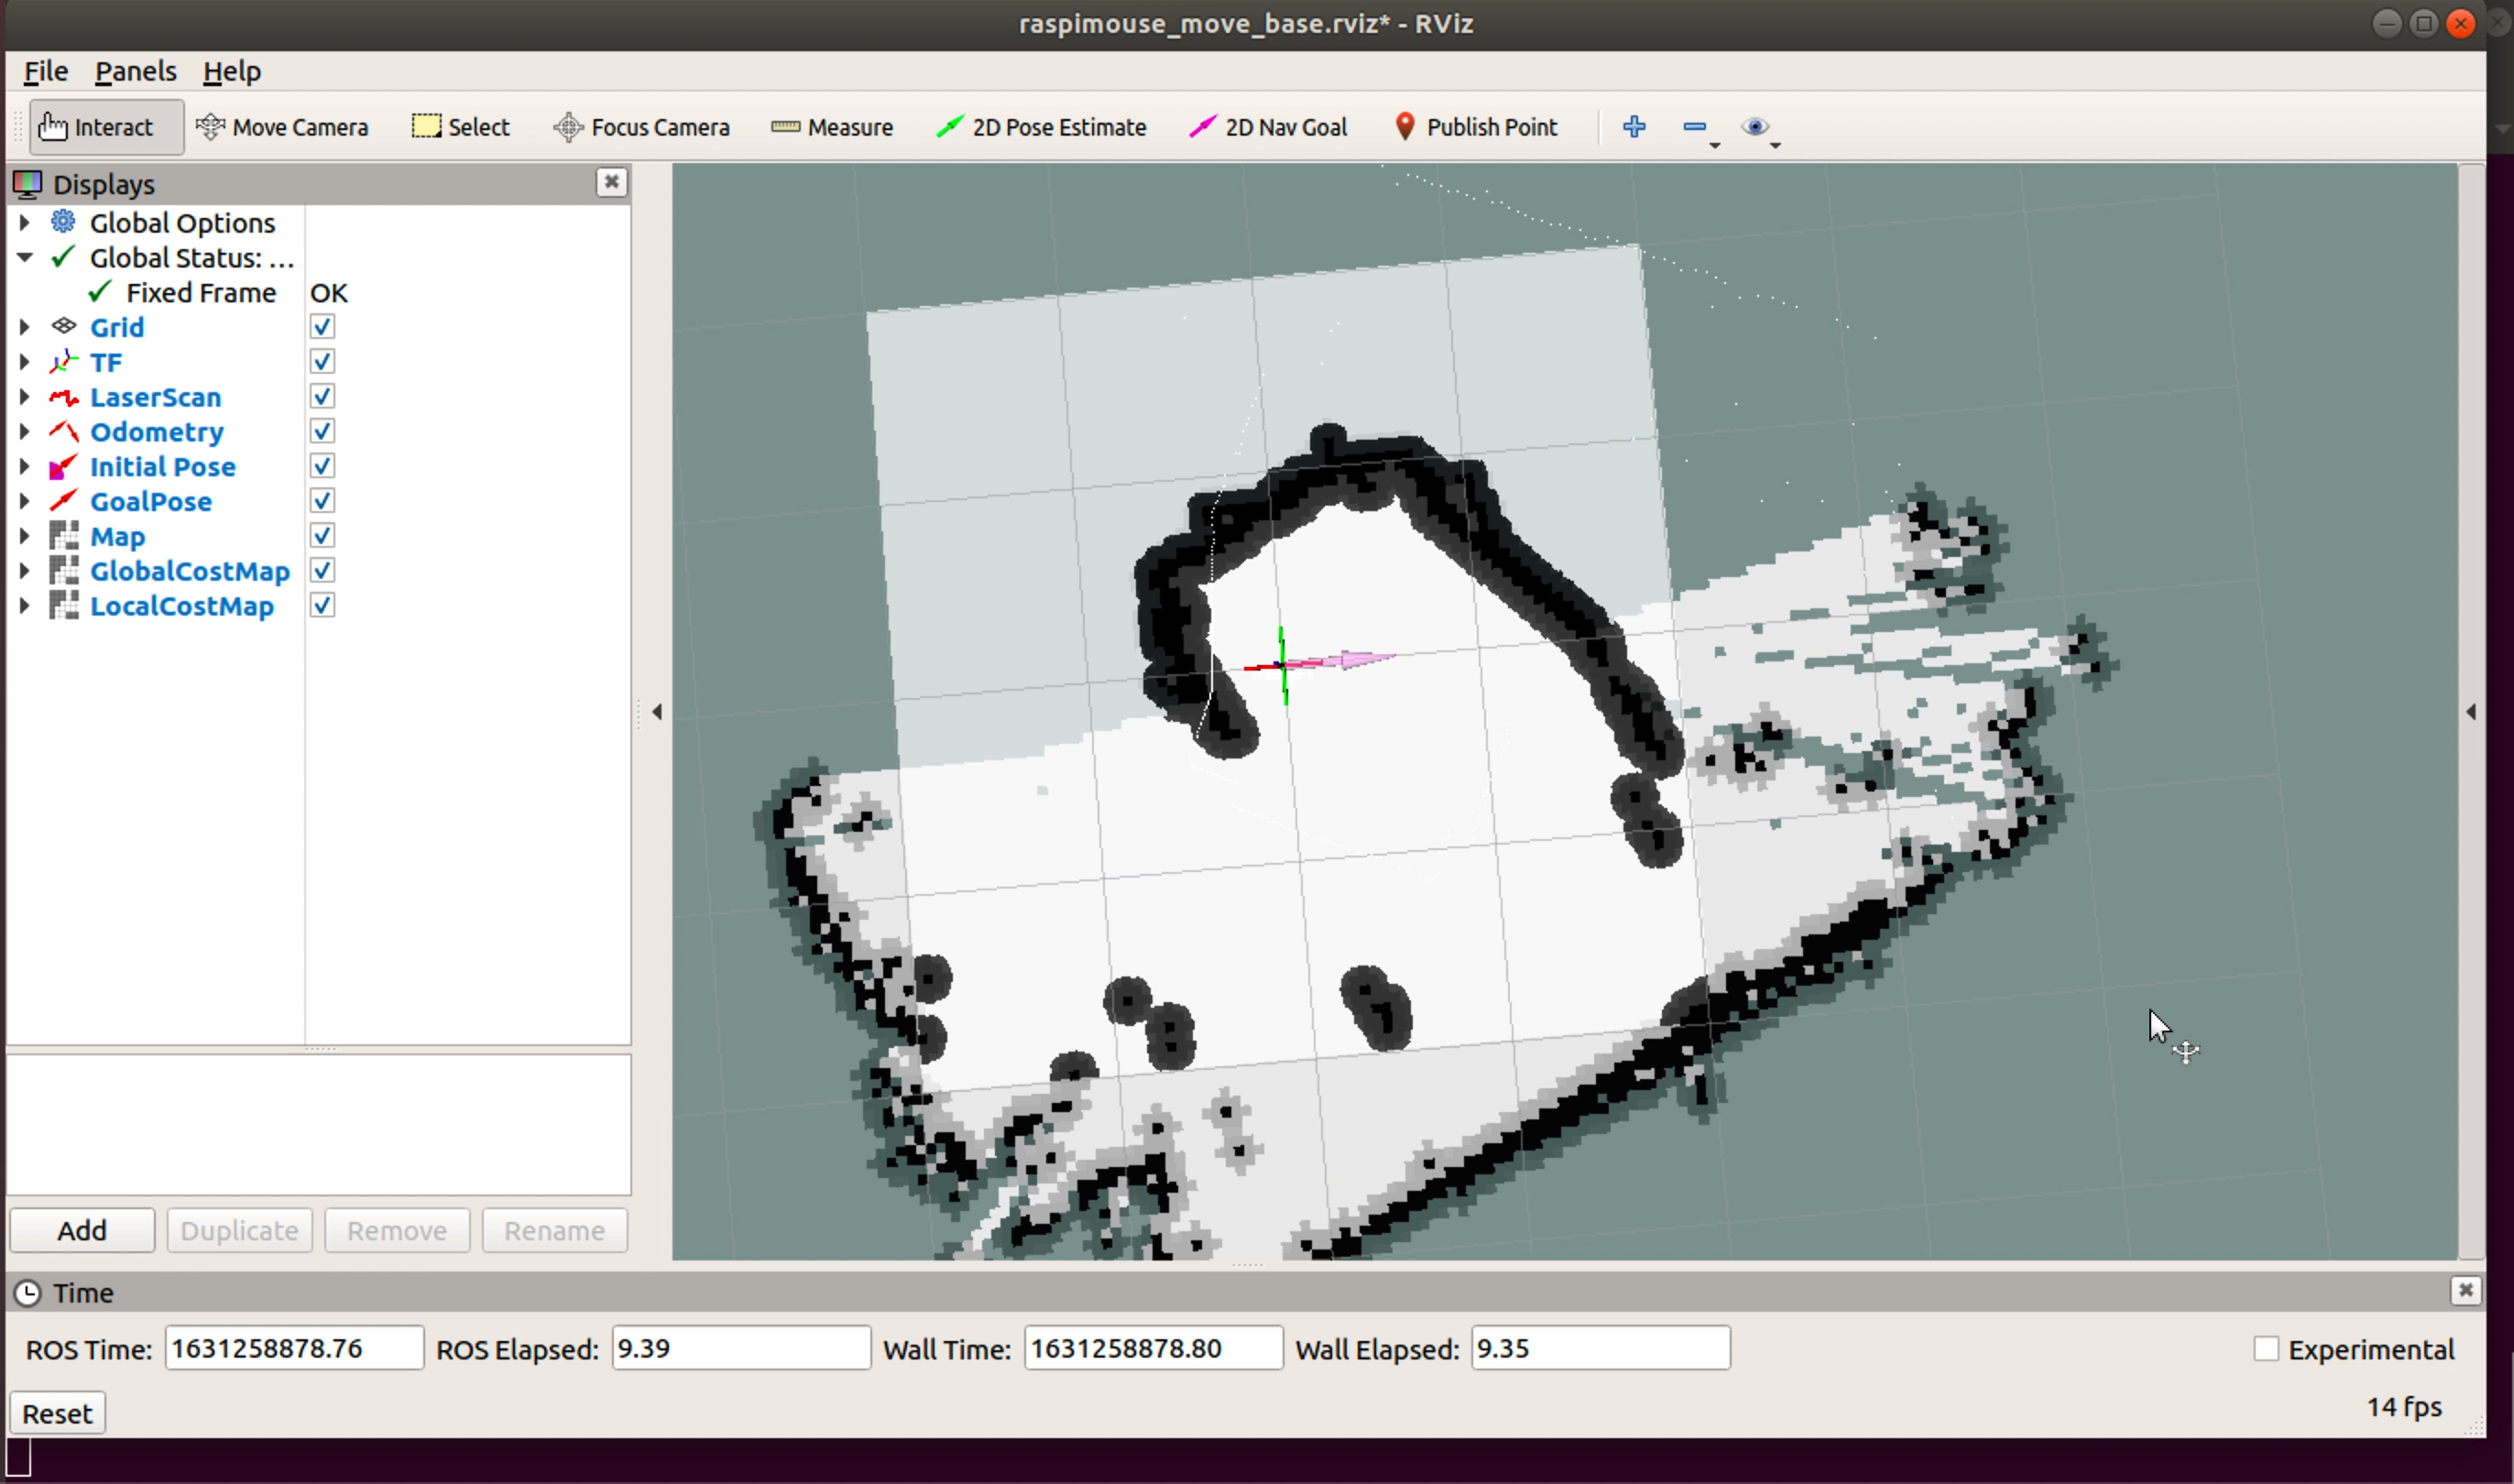 raspimouse_move_base.rviz* - RViz
File Panels Help
Interact Move Camera Select Focus Camera Measure 2D Pose Estimate 2D Nav Goal Publish Point
Displays
Global Options
Global Status: ...
Fixed Frame OK
Grid
TF
LaserScan
Odometry
Initial Pose
GoalPose
Map
GlobalCostMap
LocalCostMap
Add Duplicate Remove Rename
Time
ROS Time: 1631258878.76 ROS Elapsed: 9.39 Wall Time: 1631258878.80 Wall Elapsed: 9.35 Experimental
Reset 14 fps